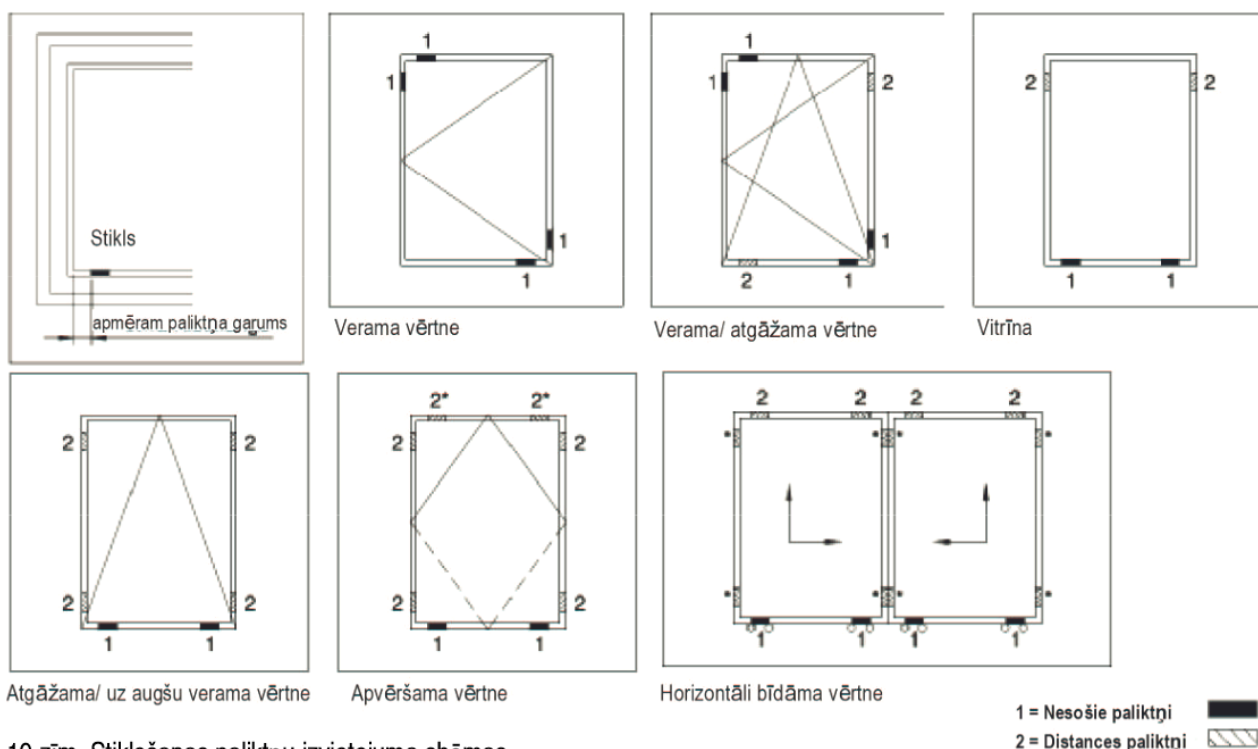 Stikls
apmēram paliktņa garums
1
1
1
1
Verama vērtne
1
1 2
1
2 1
Verama/ atgāžama vērtne
2 2
1 1
Vitrīna
2 2
2 2
1 1
Atgāžama/ uz augšu verama vērtne
2* 2*
2 2
2 2
1 1
Apvēršama vērtne
2 2 2 2
1 1 1 1
Horizontāli bīdāma vērtne
1 = Nesošie paliktņi
2 = Distances paliktņi
10.zīm. Stiklošanas paliktņu izvietojuma shēmas